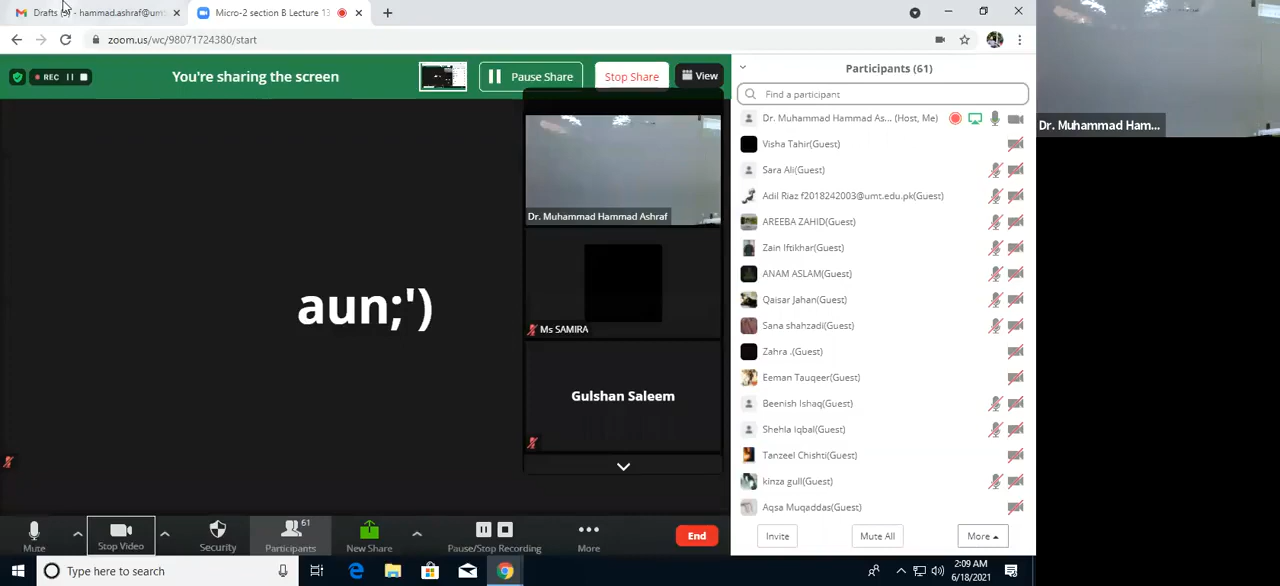 Drafts (9) - hammad.ashraf@um
Micro-2 section B Lecture 13
zoom.us/wc/98071724380/start
REC
You're sharing the screen
Pause Share
Stop Share
View
aun;')
Dr. Muhammad Hammad Ashraf
Ms SAMIRA
Gulshan Saleem
Participants (61)
Find a participant
Dr. Muhammad Hammad As... (Host, Me)
Visha Tahir(Guest)
Sara Ali(Guest)
Adil Riaz f2018242003@umt.edu.pk(Guest)
AREEBA ZAHID(Guest)
Zain Iftikhar(Guest)
ANAM ASLAM(Guest)
Qaisar Jahan(Guest)
Sana shahzadi(Guest)
Zahra .(Guest)
Eeman Tauqeer(Guest)
Beenish Ishaq(Guest)
Shehla Iqbal(Guest)
Tanzeel Chishti(Guest)
kinza gull(Guest)
Aqsa Muqaddas(Guest)
Invite
Mute All
More
Dr. Muhammad Ham...
Mute
Stop Video
Security
61
Participants
New Share
Pause/Stop Recording
More
End
Type here to search
2:09 AM
6/18/2021